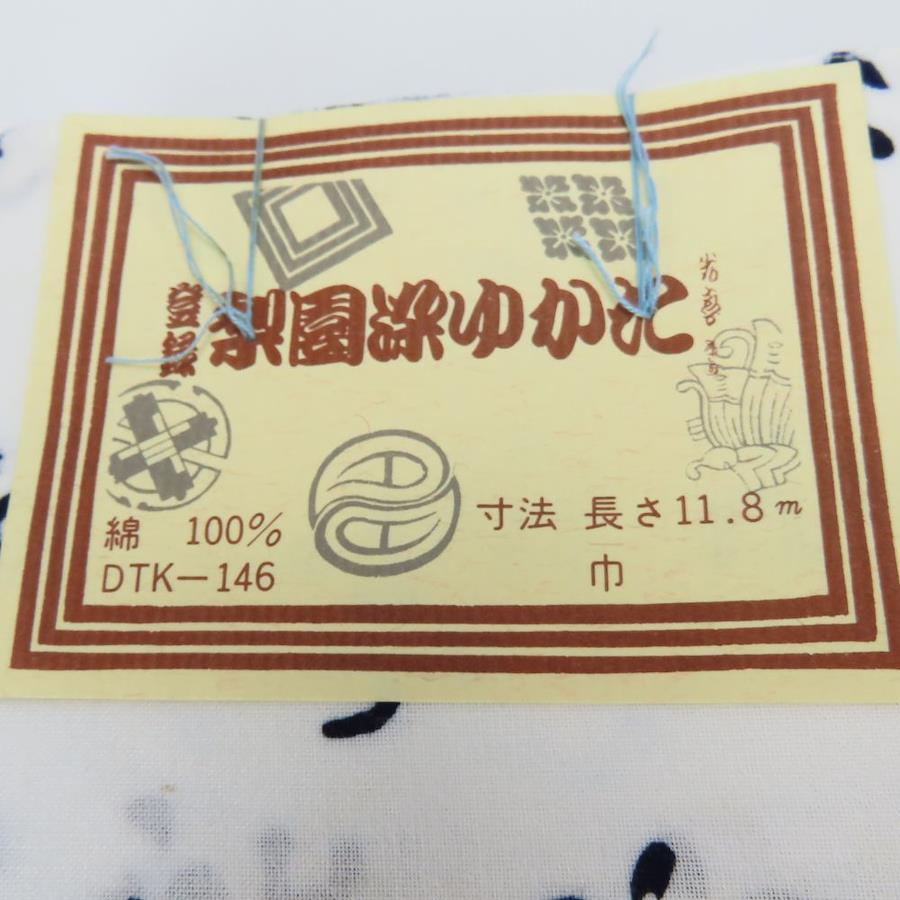 登録 梨園染ゆかた
綿 100%
DTK-146
寸法 長さ11.8m
巾